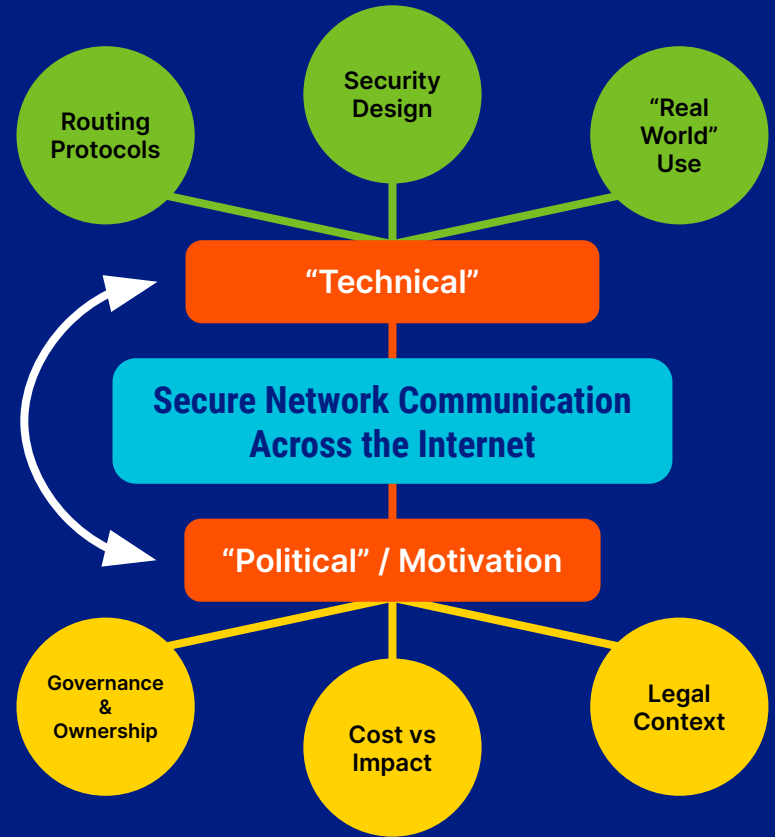 Routing
Protocols
Security
Design
“Real
World”
Use
“Technical”
Secure Network Communication
Across the Internet
“Political” / Motivation
Governance
&
Ownership
Cost vs
Impact
Legal
Context